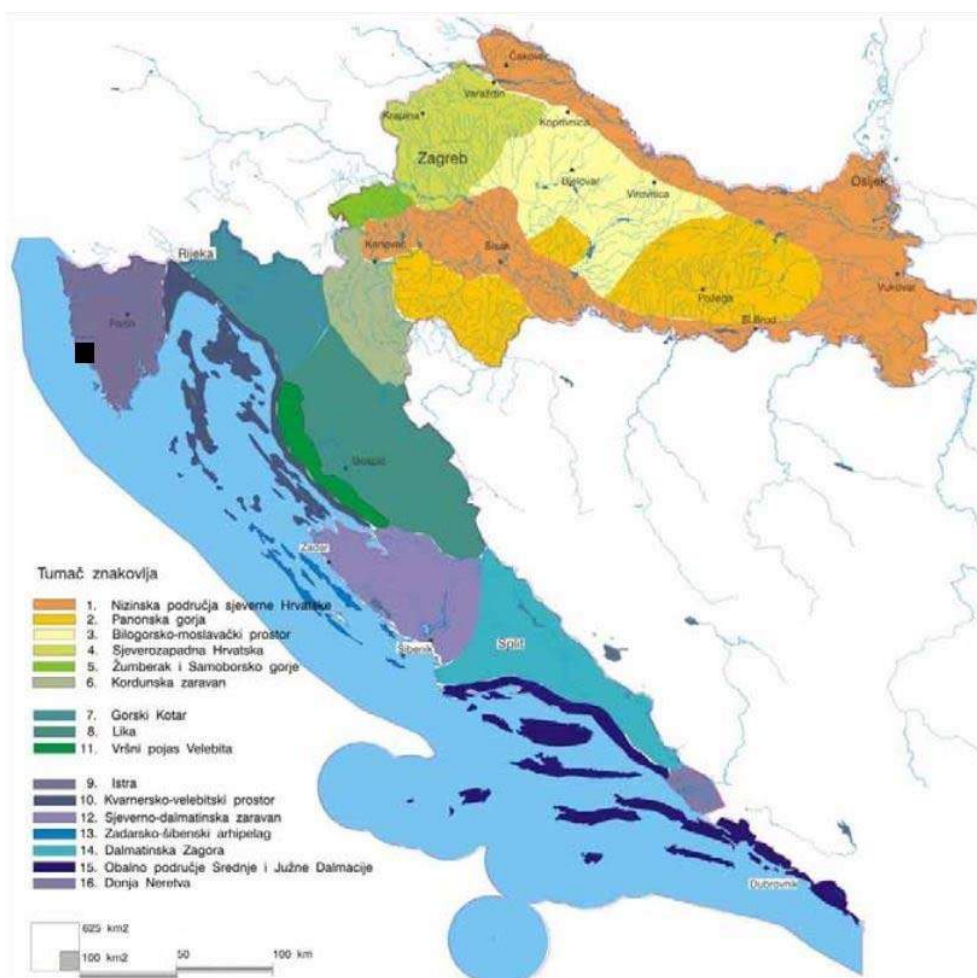 Čakovec
Varaždin
Krapina
Koprivnica
Zagreb
Bjelovar
Virovitica
Osijek
Karlovac
Sisak
Rijeka
Vukovar
Požega
Sl.Brod
Pazin
Gospić
Zadar
Šibenik
Split
Dubrovnik
Tumač znakovlja
1. Nizinska područja sjeverne Hrvatske
2. Panonska gorja
3. Bilogorsko-moslavački prostor
4. Sjeverozapadna Hrvatska
5. Žumberak i Samoborsko gorje
6. Kordunska zaravan
7. Gorski Kotar
8. Lika
11. Vršni pojas Velebita
9. Istra
10. Kvarnersko-velebitski prostor
12. Sjeverno-dalmatinska zaravan
13. Zadarsko-šibenski arhipelag
14. Dalmatinska Zagora
15. Obalno područje Srednje i Južne Dalmacije
16. Donja Neretva
625 km2
100 km2
50
100 km